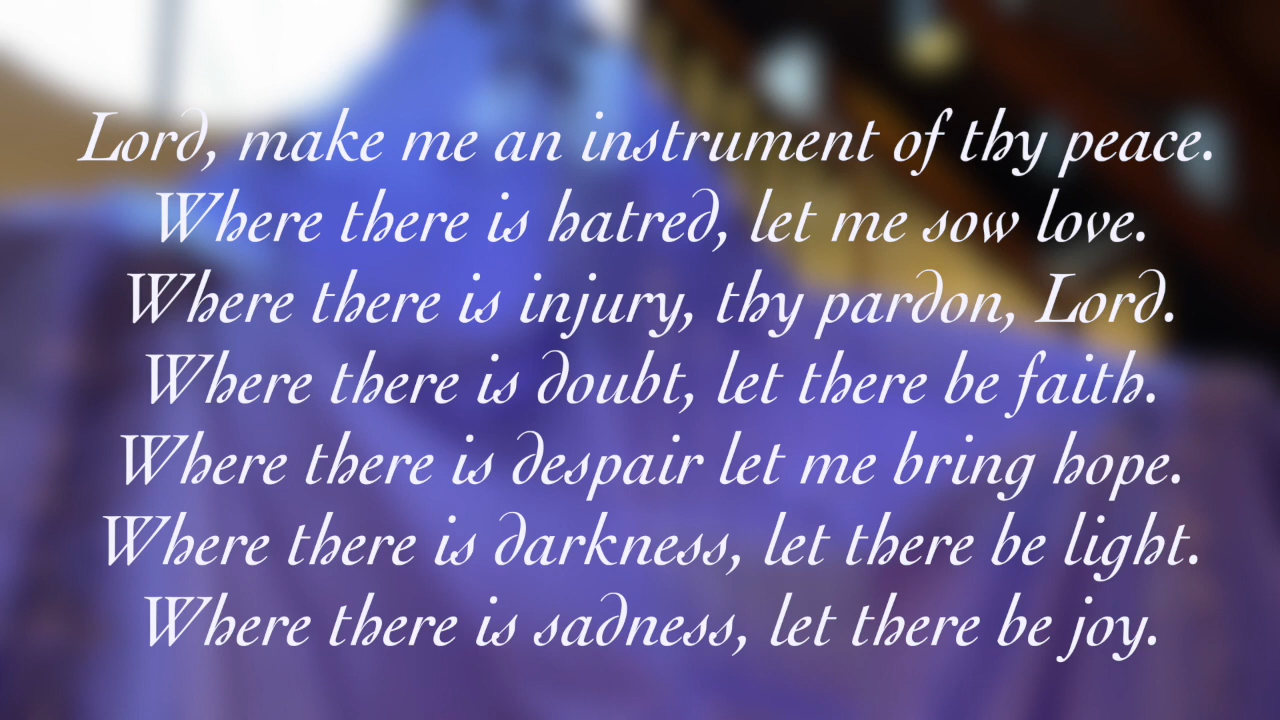 Lord, make me an instrument of thy peace.
Where there is hatred, let me sow love.
Where there is injury, thy pardon, Lord.
Where there is doubt, let there be faith.
Where there is despair let me bring hope.
Where there is darkness, let there be light.
Where there is sadness, let there be joy.